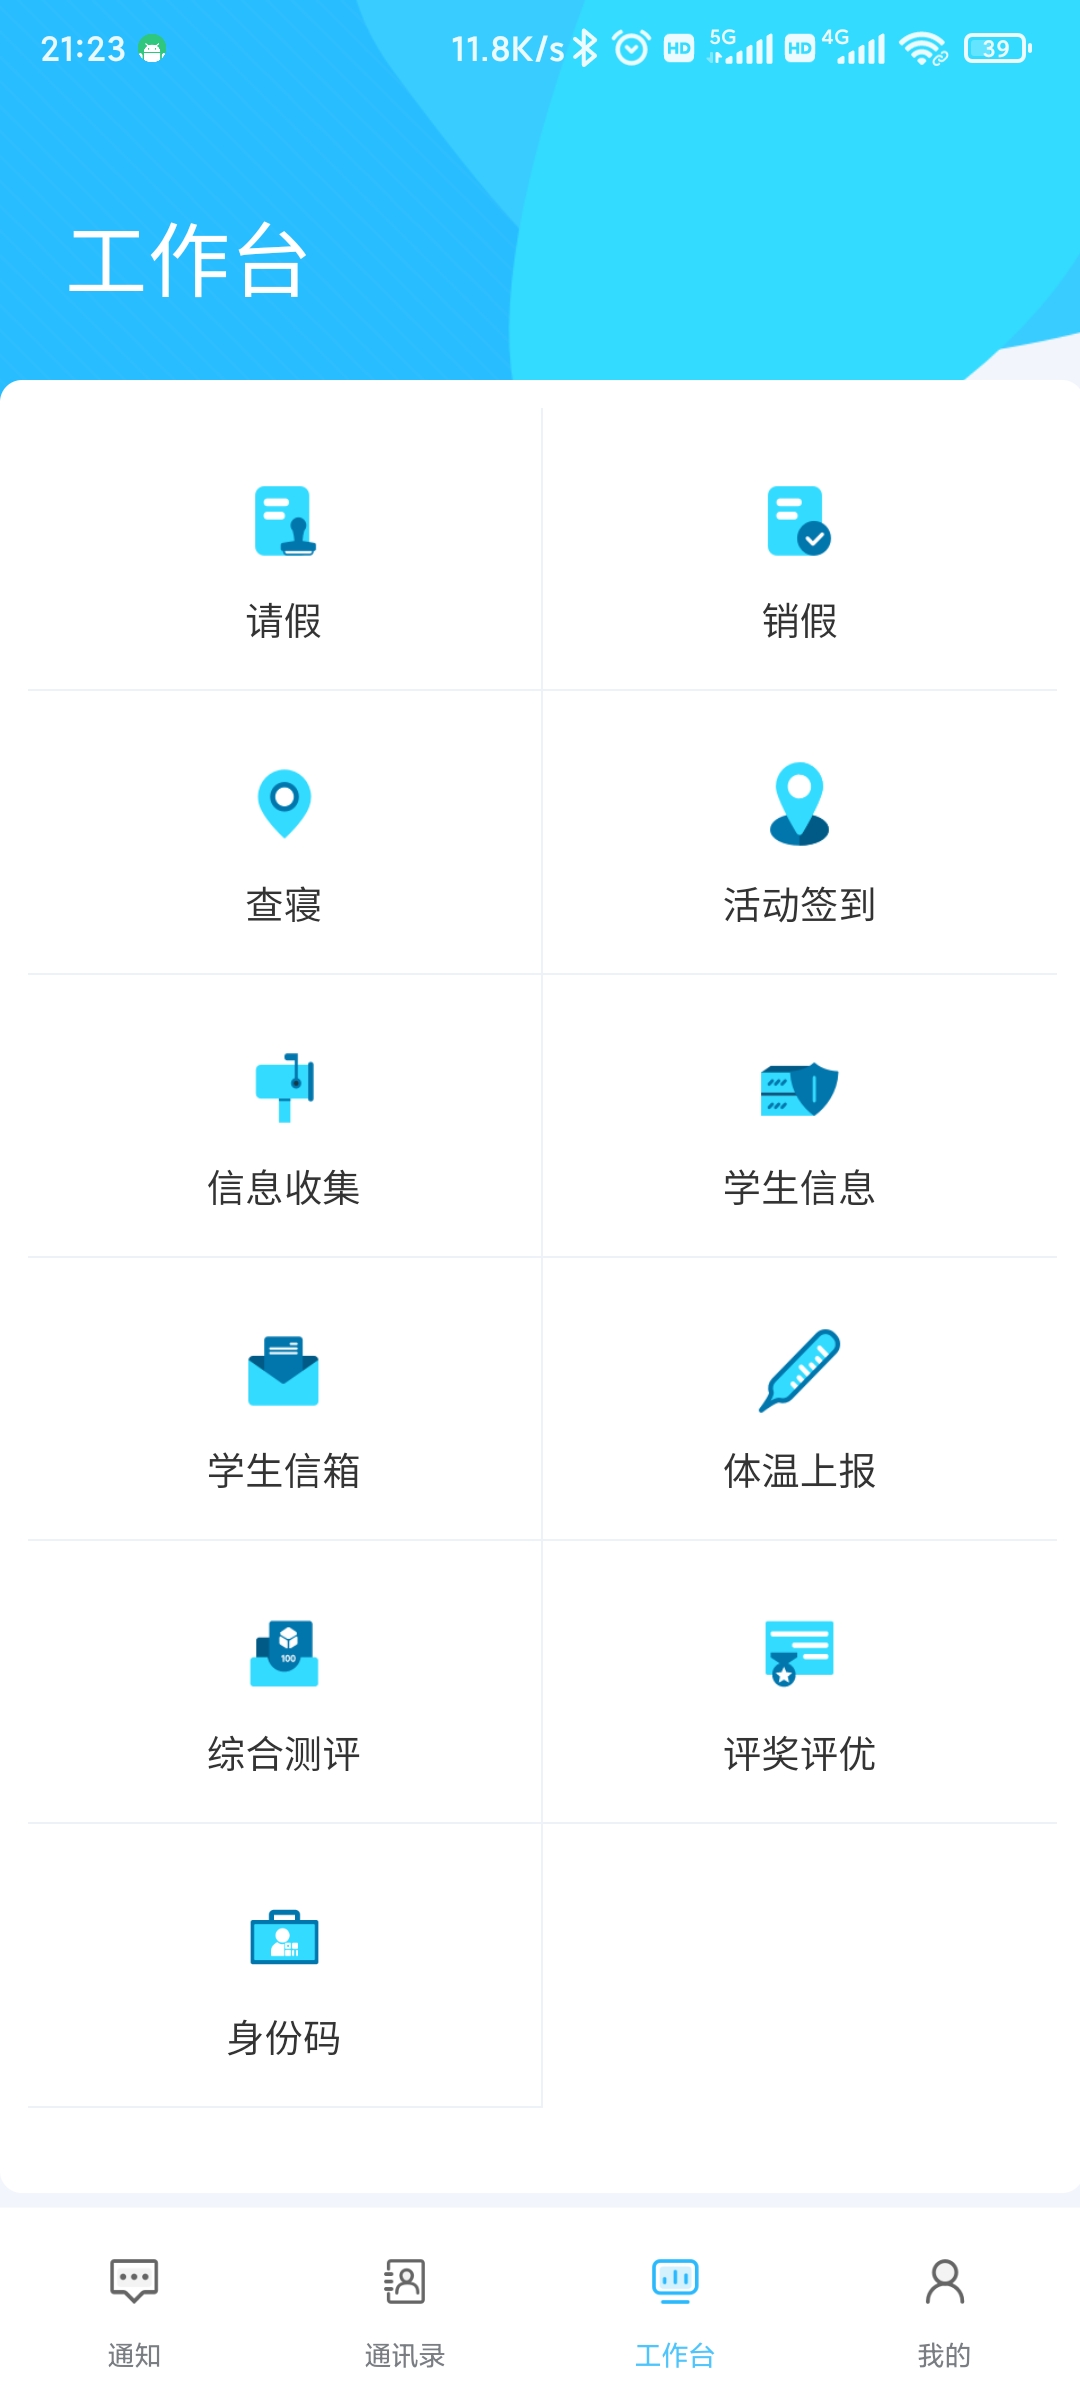 21:23 11.8K/s HD 5G HD 4G 39
工作台
请假 销假
查寝 活动签到
信息收集 学生信息
学生信箱 体温上报
100
综合测评 评奖评优
身份码
通知 通讯录 工作台 我的